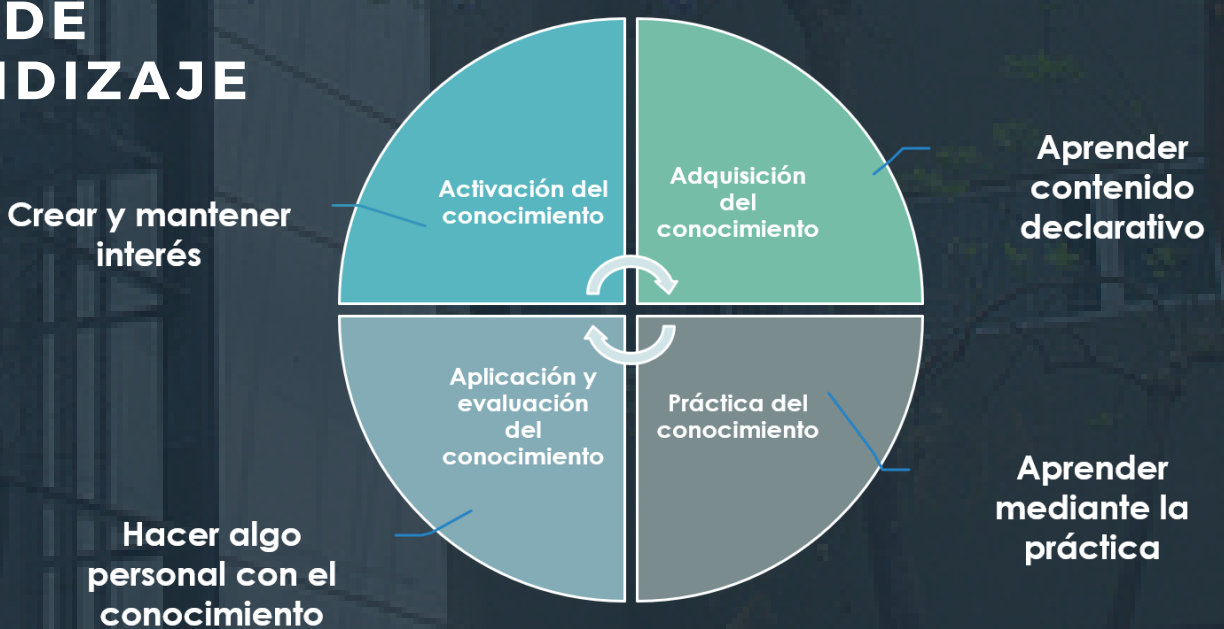 DE
NDIZAJE
Crear y mantener
interés
Activación del
conocimiento
Adquisición
del
conocimiento
Aprender
contenido
declarativo
Aplicación y
evaluación
del
conocimiento
Práctica del
conocimiento
Hacer algo
personal con el
conocimiento
Aprender
mediante la
práctica